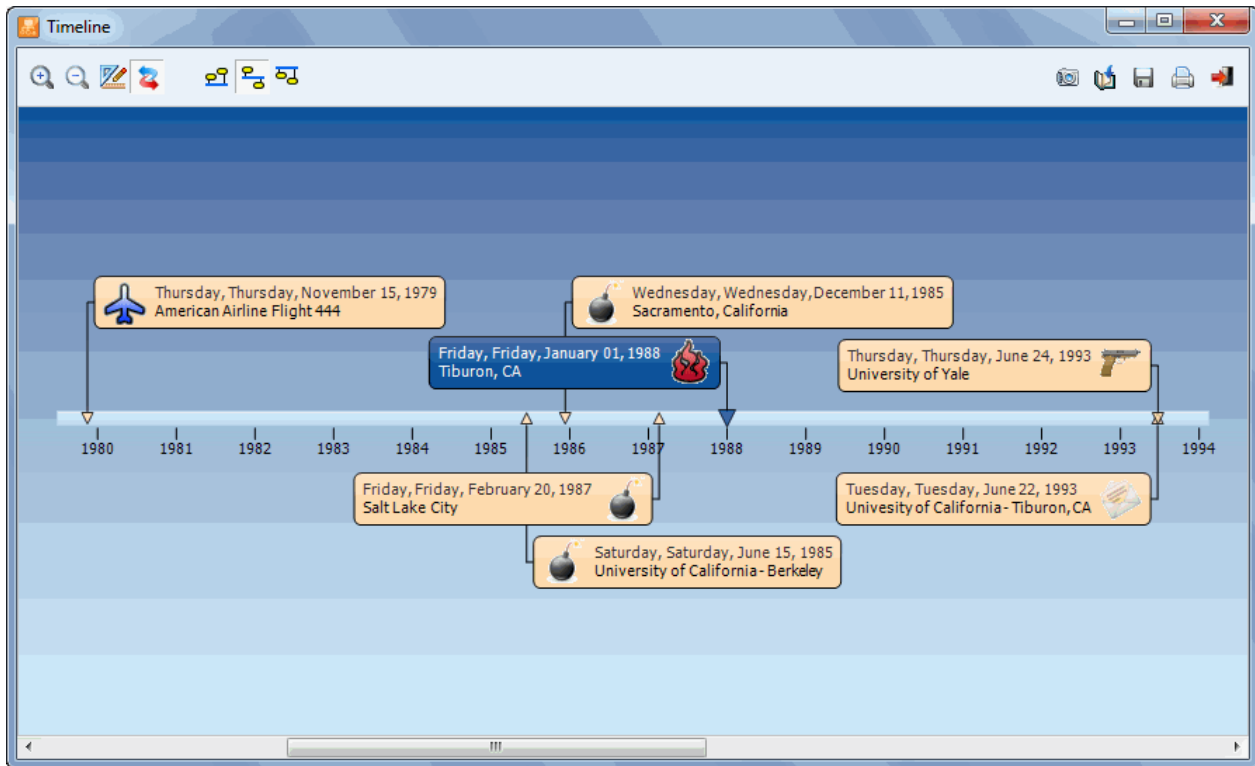 Timeline
Thursday, Thursday, November 15, 1979
American Airline Flight 444
Wednesday, Wednesday, December 11, 1985
Sacramento, California
Friday, Friday, January 01, 1988
Tiburon, CA
Thursday, Thursday, June 24, 1993
University of Yale
1980 1981 1982 1983 1984 1985 1986 1987 1988 1989 1990 1991 1992 1993 1994
Friday, Friday, February 20, 1987
Salt Lake City
Tuesday, Tuesday, June 22, 1993
Univesity of California - Tiburon, CA
Saturday, Saturday, June 15, 1985
University of California - Berkeley